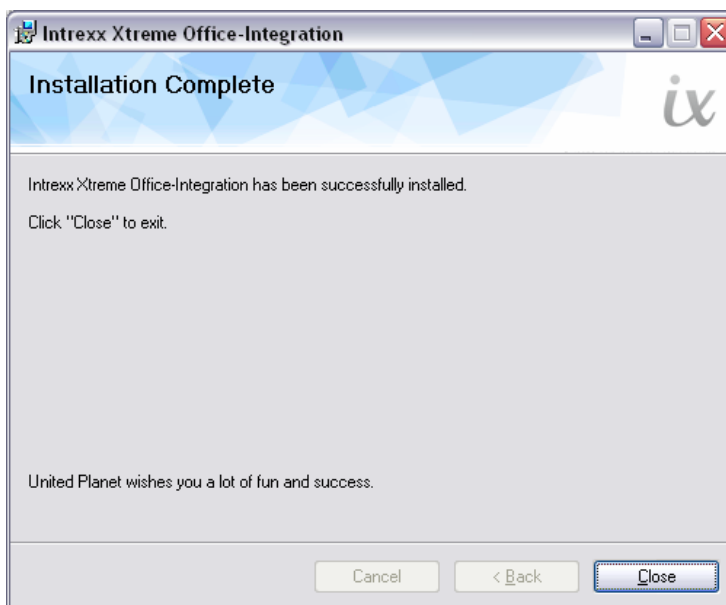 Intrexx Xtreme Office-Integration
Installation Complete
ix
Intrexx Xtreme Office-Integration has been successfully installed.
Click "Close" to exit.
United Planet wishes you a lot of fun and success.
Cancel
< Back
Close